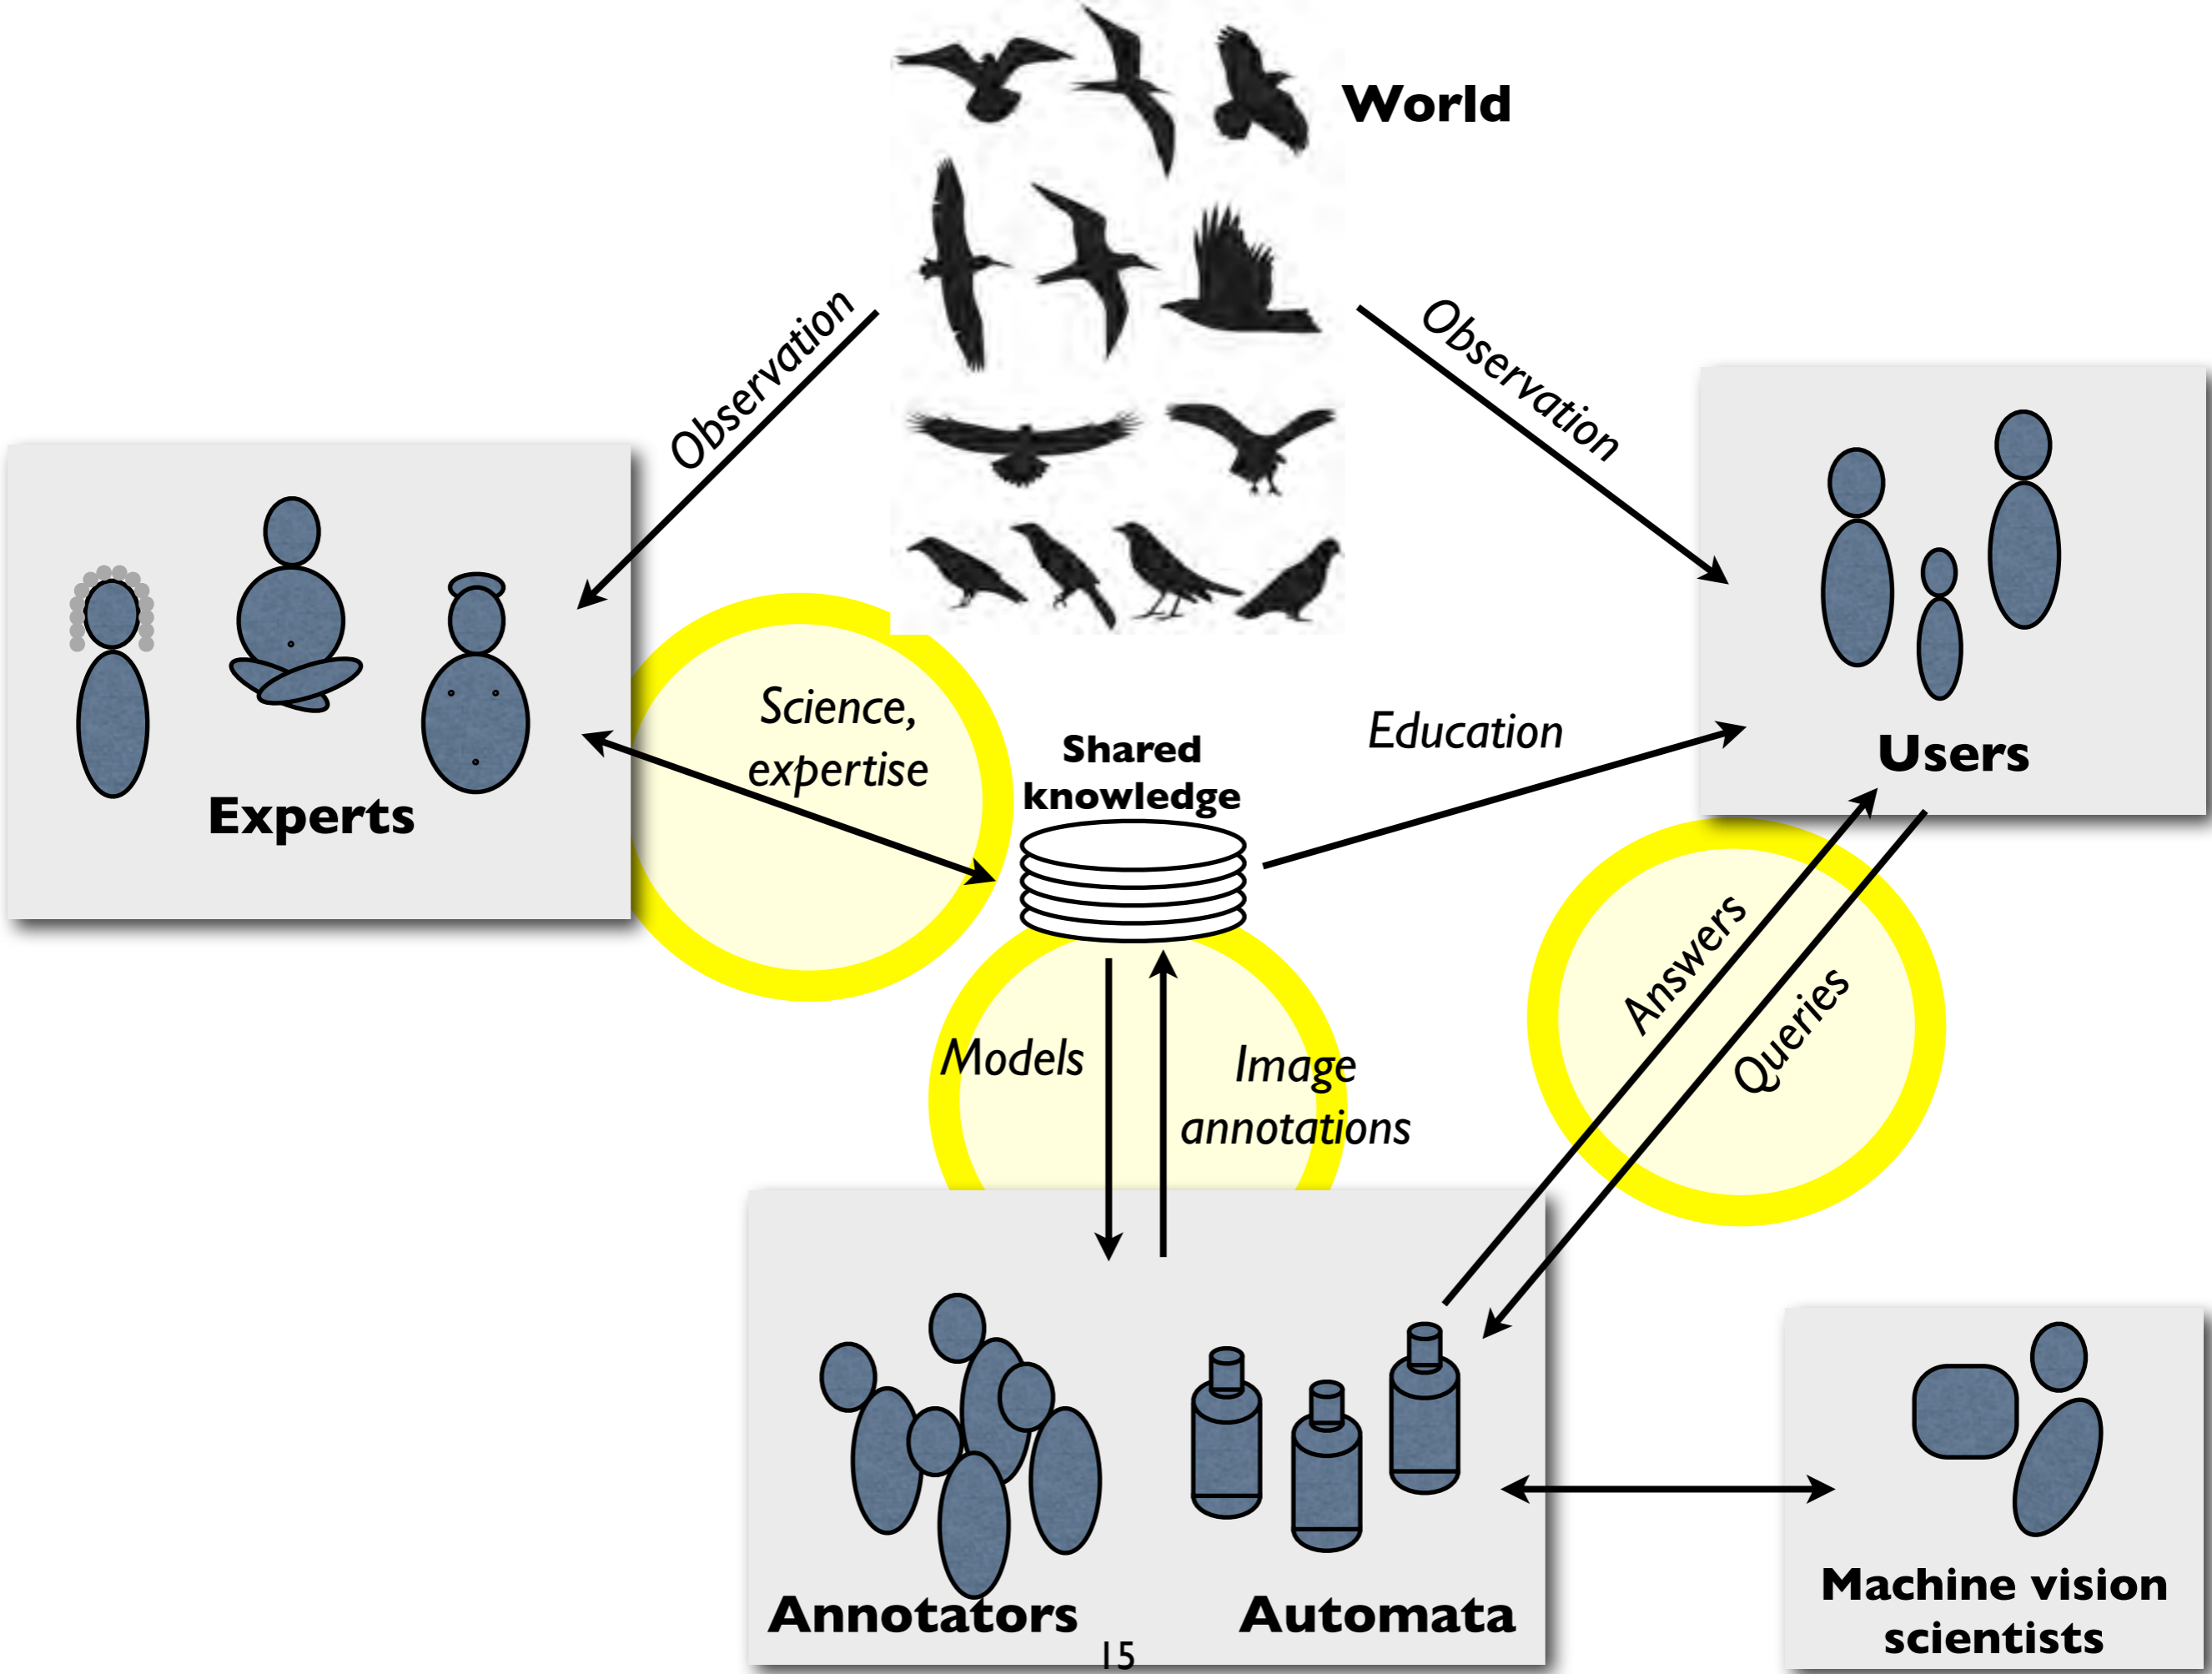 World
Observation
Observation
Science,
expertise
Shared
knowledge
Education
Users
Experts
Answers
Queries
Models
Image
annotations
Annotators
Automata
Machine vision
scientists
15